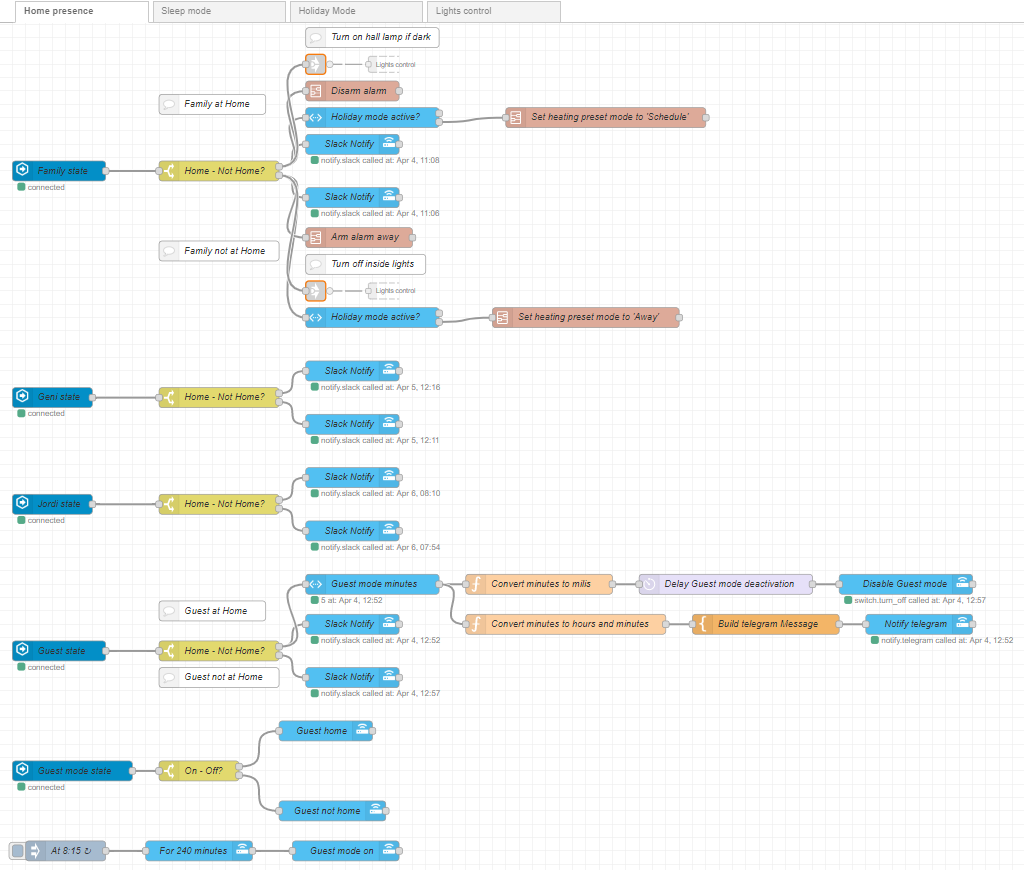 Home presence
Sleep mode
Holiday Mode
Lights control
Turn on hall lamp if dark
Lights control
Disarm alarm
Family at Home
Holiday mode active?
Set heating preset mode to 'Schedule'
Slack Notify
notify.slack called at: Apr 4, 11:08
Family state
connected
Home - Not Home?
Slack Notify
notify.slack called at: Apr 4, 11:06
Arm alarm away
Family not at Home
Turn off inside lights
Lights control
Holiday mode active?
Set heating preset mode to 'Away'
Slack Notify
notify.slack called at: Apr 5, 12:16
Geni state
connected
Home - Not Home?
Slack Notify
notify.slack called at: Apr 5, 12:11
Slack Notify
notify.slack called at: Apr 6, 08:10
Jordi state
connected
Home - Not Home?
Slack Notify
notify.slack called at: Apr 6, 07:54
Guest mode minutes
5 at: Apr 4, 12:52
Convert minutes to milis
Delay Guest mode deactivation
Disable Guest mode
switch.turn_off called at: Apr 4, 12:57
Guest at Home
Slack Notify
notify.slack called at: Apr 4, 12:52
Convert minutes to hours and minutes
Build telegram Message
Notify telegram
notify.telegram called at: Apr 4, 12:52
Guest state
connected
Home - Not Home?
Guest not at Home
Slack Notify
notify.slack called at: Apr 4, 12:57
Guest home
Guest mode state
connected
On - Off?
Guest not home
At 8:15 ↻
For 240 minutes
Guest mode on